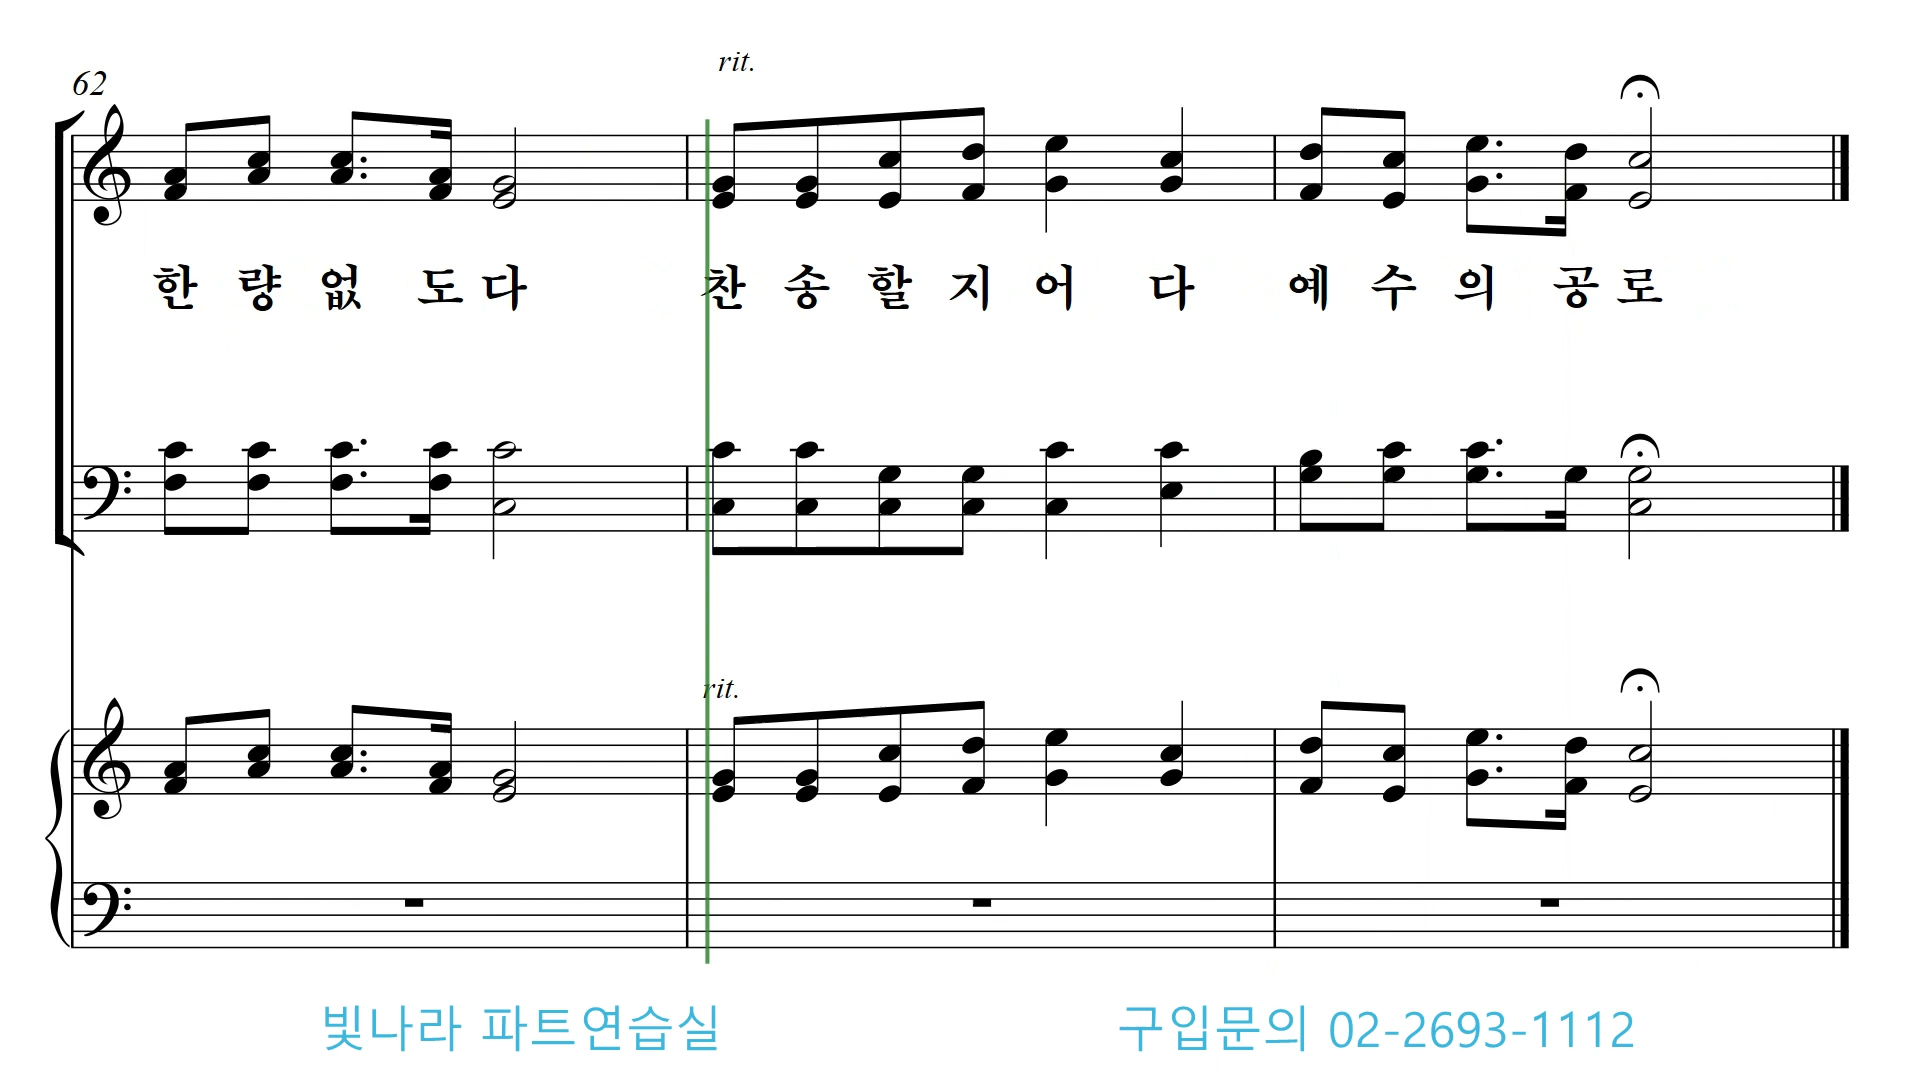 rit.
62
한 량 없 도 다 찬 송 할 지 어 다 예 수 의 공 로
rit.
빛나라 파트연습실 구입문의 02-2693-1112